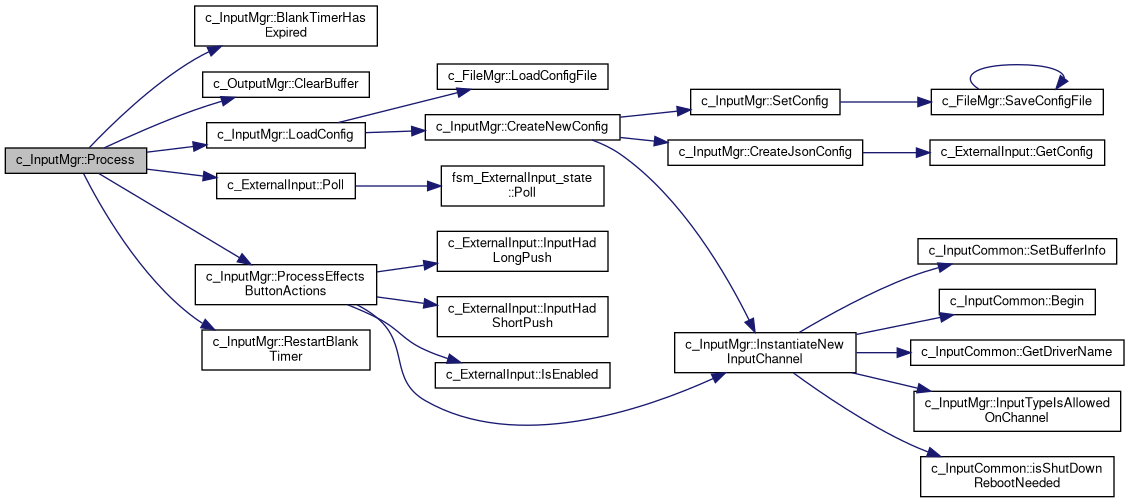 c_InputMgr::Process
c_InputMgr::BlankTimerHas
Expired
c_OutputMgr::ClearBuffer
c_InputMgr::LoadConfig
c_ExternalInput::Poll
c_InputMgr::ProcessEffects
ButtonActions
c_InputMgr::RestartBlank
Timer
c_FileMgr::LoadConfigFile
c_InputMgr::CreateNewConfig
fsm_ExternalInput_state
::Poll
c_ExternalInput::InputHad
LongPush
c_ExternalInput::InputHad
ShortPush
c_ExternalInput::IsEnabled
c_InputMgr::SetConfig
c_InputMgr::CreateJsonConfig
c_InputMgr::InstantiateNew
InputChannel
c_FileMgr::SaveConfigFile
c_ExternalInput::GetConfig
c_InputCommon::SetBufferInfo
c_InputCommon::Begin
c_InputCommon::GetDriverName
c_InputMgr::InputTypeIsAllowed
OnChannel
c_InputCommon::isShutDown
RebootNeeded